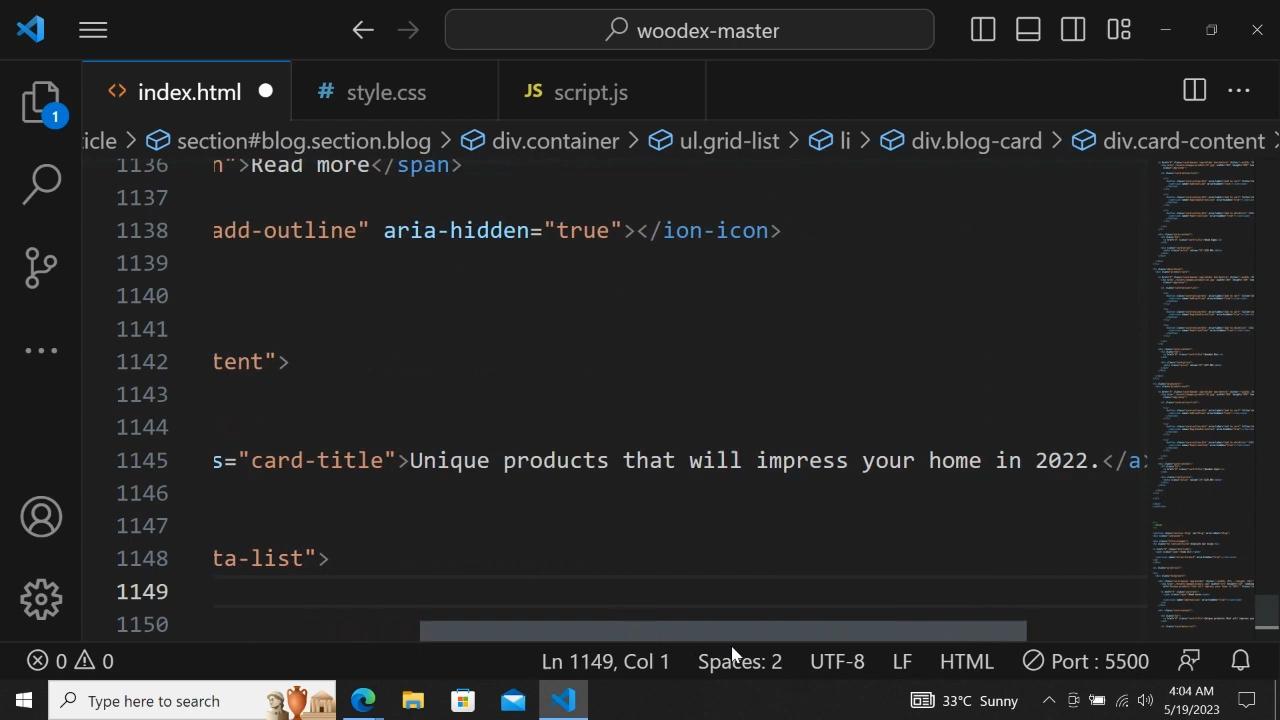 woodex-master
index.html
# style.css
JS script.js
icle > section#blog.section.blog > div.container > ul.grid-list > li > div.blog-card > div.card-content >
1
1136 n">Read more</span>
1137
1138 add-outline" aria-hidden="true"></ion-icon>
1139
1140
1141
1142 tent">
1143
1144
1145 s="card-title">Unique products that will impress your home in 2022.</a>
1146
1147
1148 ta-list">
1149
1150
0 0 Ln 1149, Col 1 Spaces: 2 UTF-8 LF HTML Port : 5500
Type here to search
33°C Sunny
4:04 AM
5/19/2023